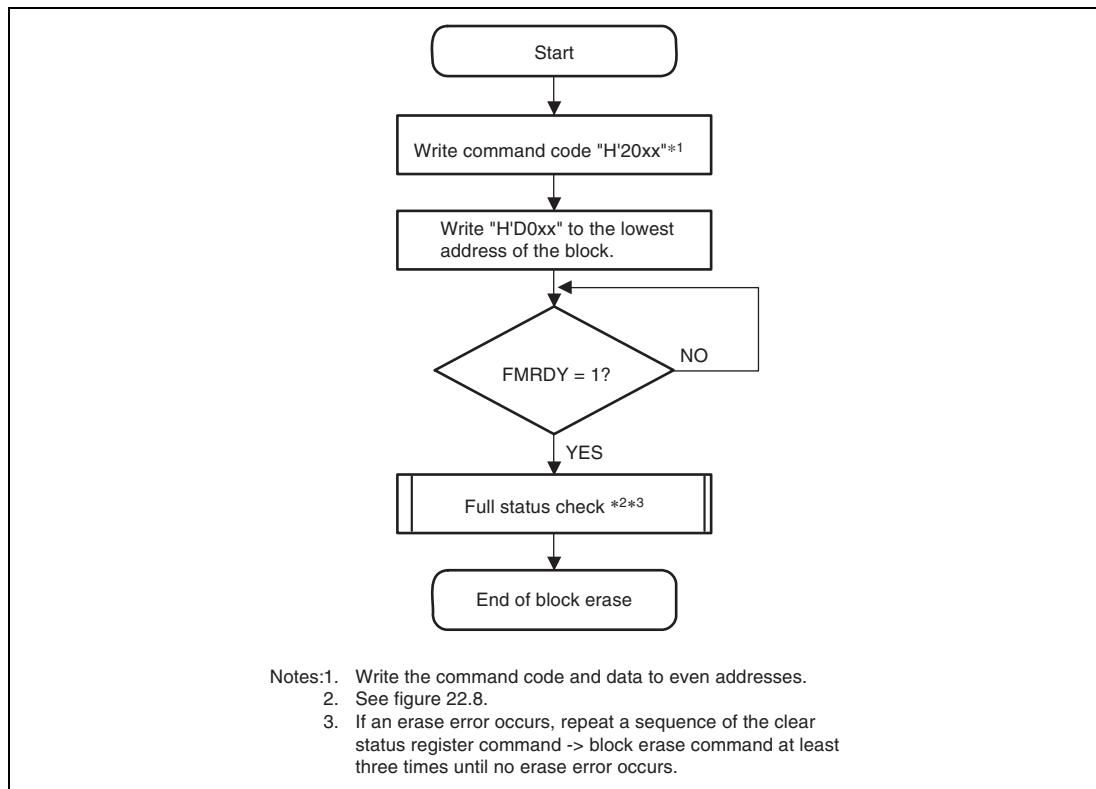 Start
Write command code "H'20xx"*1
Write "H'D0xx" to the lowest
address of the block.
FMRDY = 1?
NO
YES
Full status check *2*3
End of block erase
Notes:1. Write the command code and data to even addresses.
2. See figure 22.8.
3. If an erase error occurs, repeat a sequence of the clear
status register command -> block erase command at least
three times until no erase error occurs.